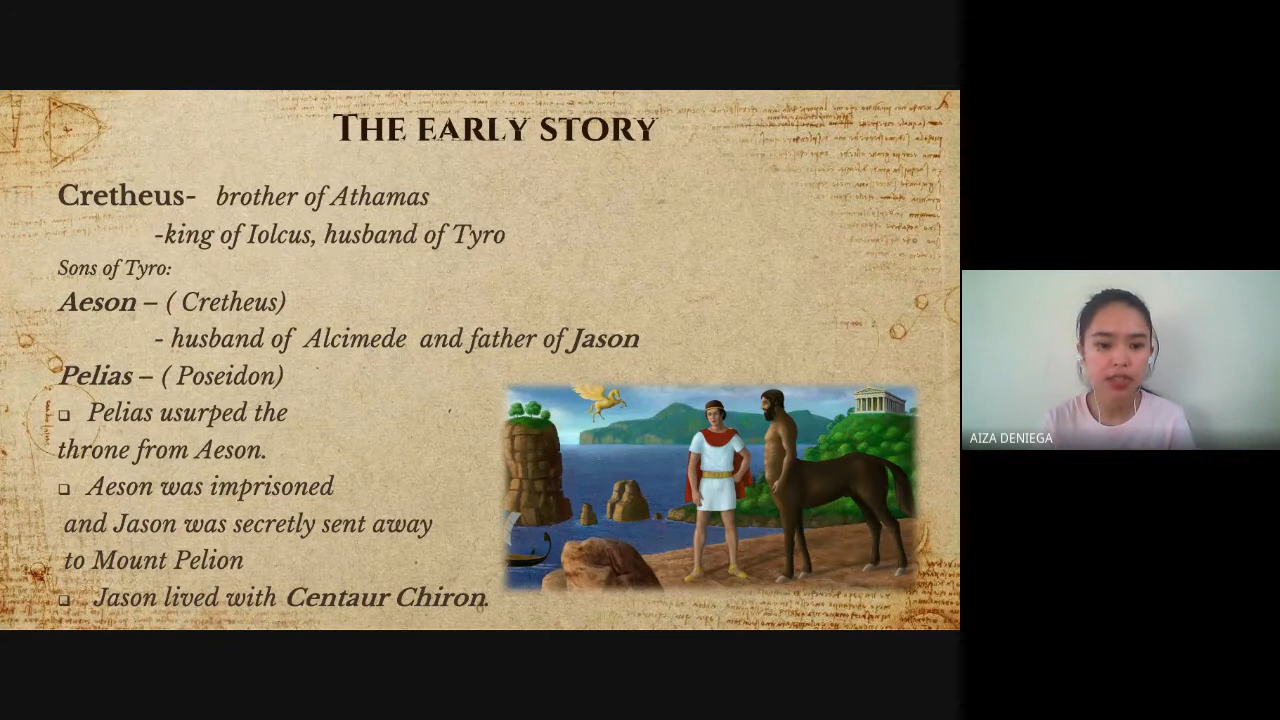 THE EARLY STORY
Cretheus- brother of Athamas
-king of Iolcus, husband of Tyro
Sons of Tyro:
Aeson – ( Cretheus)
- husband of Alcimede and father of Jason
Pelias – ( Poseidon)
❑ Pelias usurped the
throne from Aeson.
❑ Aeson was imprisoned
and Jason was secretly sent away
to Mount Pelion
❑ Jason lived with Centaur Chiron.
AIZA DENIEGA